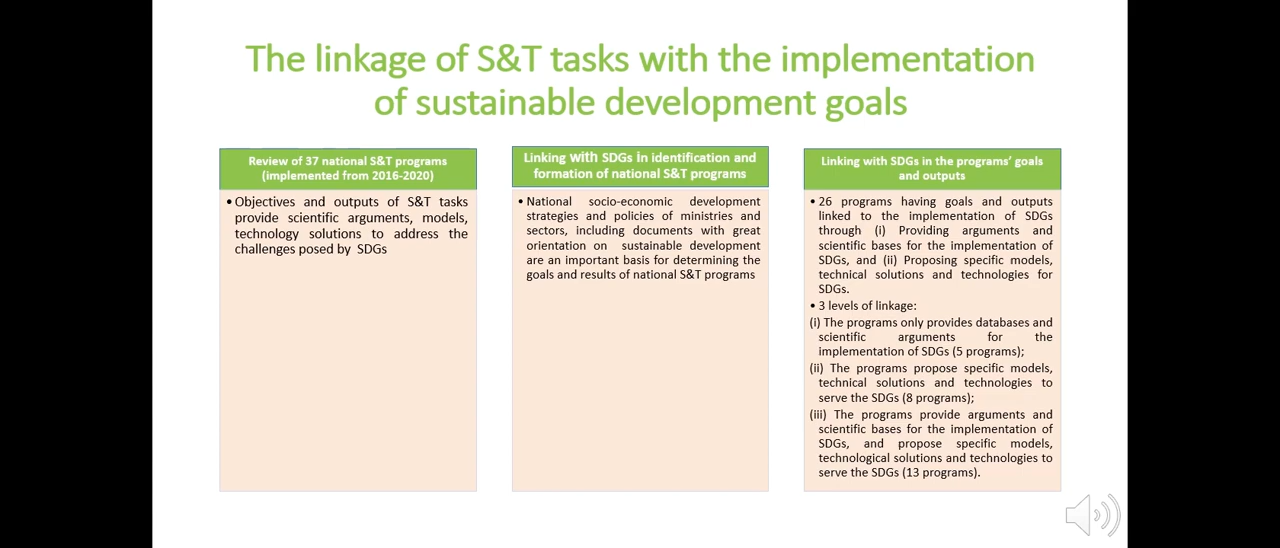 The linkage of S&T tasks with the implementation
of sustainable development goals
Review of 37 national S&T programs
(implemented from 2016-2020)
• Objectives and outputs of S&T tasks
provide scientific arguments, models,
technology solutions to address the
challenges posed by SDGs
Linking with SDGs in identification and
formation of national S&T programs
• National socio-economic development
strategies and policies of ministries and
sectors, including documents with great
orientation on sustainable development
are an important basis for determining the
goals and results of national S&T programs
Linking with SDGs in the programs' goals
and outputs
• 26 programs having goals and outputs
linked to the implementation of SDGs
through (i) Providing arguments and
scientific bases for the implementation of
SDGs, and (ii) Proposing specific models,
technical solutions and technologies for
SDGs.
• 3 levels of linkage:
(i) The programs only provides databases and
scientific arguments for the
implementation of SDGs (5 programs);
(ii) The programs propose specific models,
technical solutions and technologies to
serve the SDGs (8 programs);
(iii) The programs provide arguments and
scientific bases for the implementation of
SDGs, and propose specific models,
technological solutions and technologies to
serve the SDGs (13 programs).